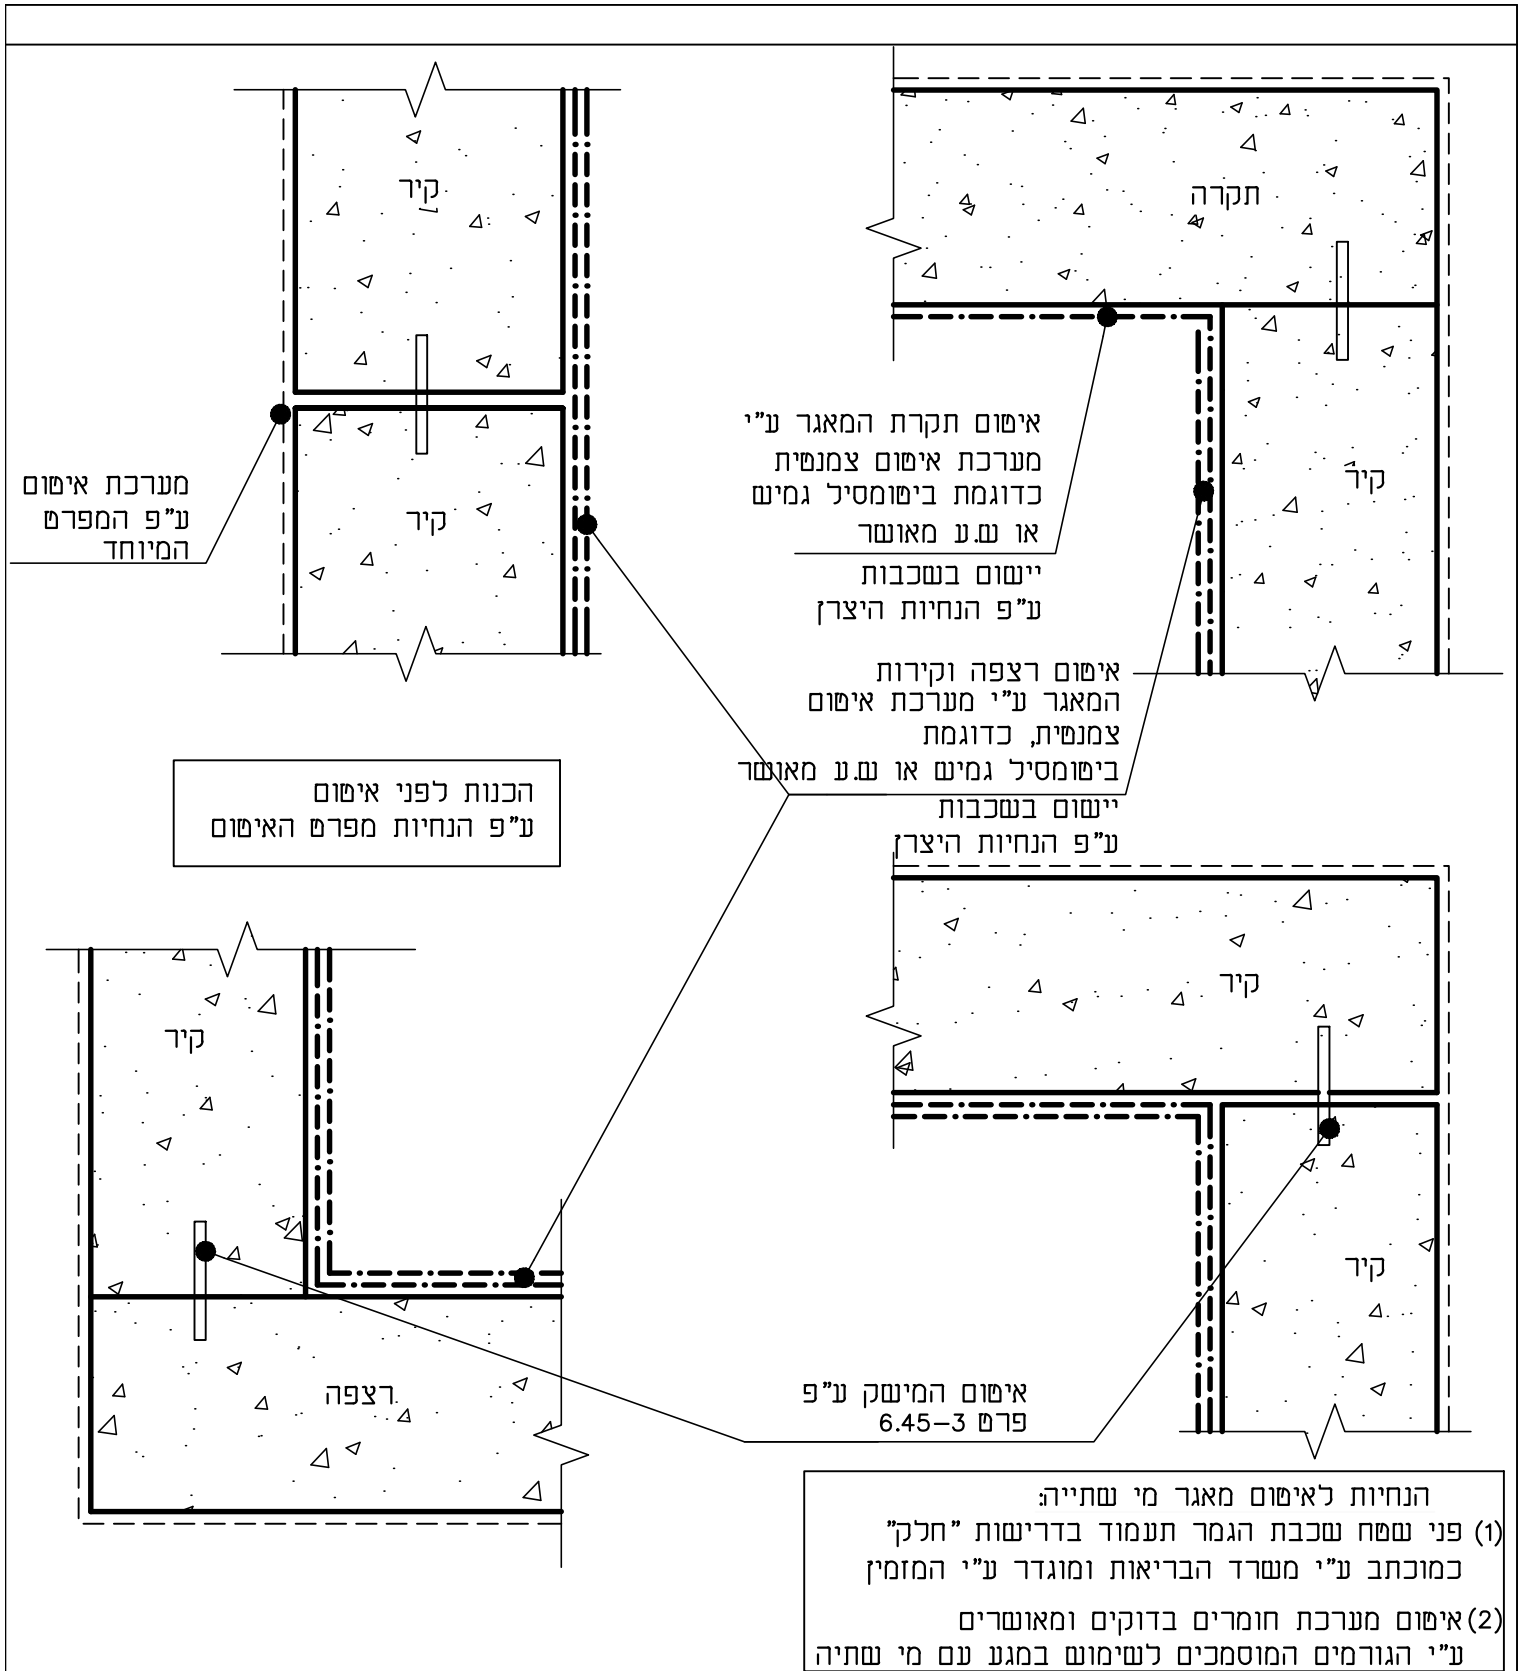 קיר
תקרה
קיר
קיר
מערכת איטום
ע"פ המפרט
המיוחד
איטום תקרת המאגר ע"י
מערכת איטום צמנטית
כדוגמת ביטומסיל גמיש
או ש.ע מאושר
יישום בשכבות
ע"פ הנחיות היצרן
איטום רצפה וקירות
המאגר ע"י מערכת איטום
צמנטית, כדוגמת
ביטומסיל גמיש או ש.ע מאושר
יישום בשכבות
ע"פ הנחיות היצרן
הכנות לפני איטום
ע"פ הנחיות מפרט האיטום
קיר
קיר
קיר
רצפה
איטום המישק ע"פ
פרט 6.45-3
הנחיות לאיטום מאגר מי שתייה:
(1) פני שטח שכבת הגמר תעמוד בדרישות "חלק"
כמוכתב ע"י משרד הבריאות ומוגדר ע"י המזמין
(2) איטום מערכת חומרים בדוקים ומאושרים
ע"י הגורמים המוסמכים לשימוש במגע עם מי שתיה